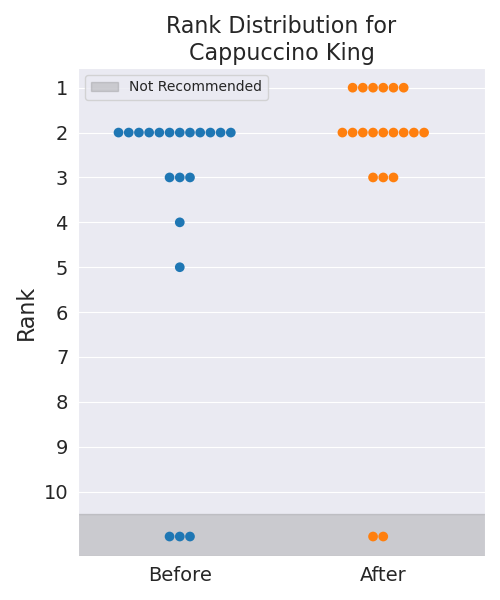 Rank Distribution for
Cappuccino King
Not Recommended
1
2
3
4
5
6
7
8
9
10
Rank
Before After